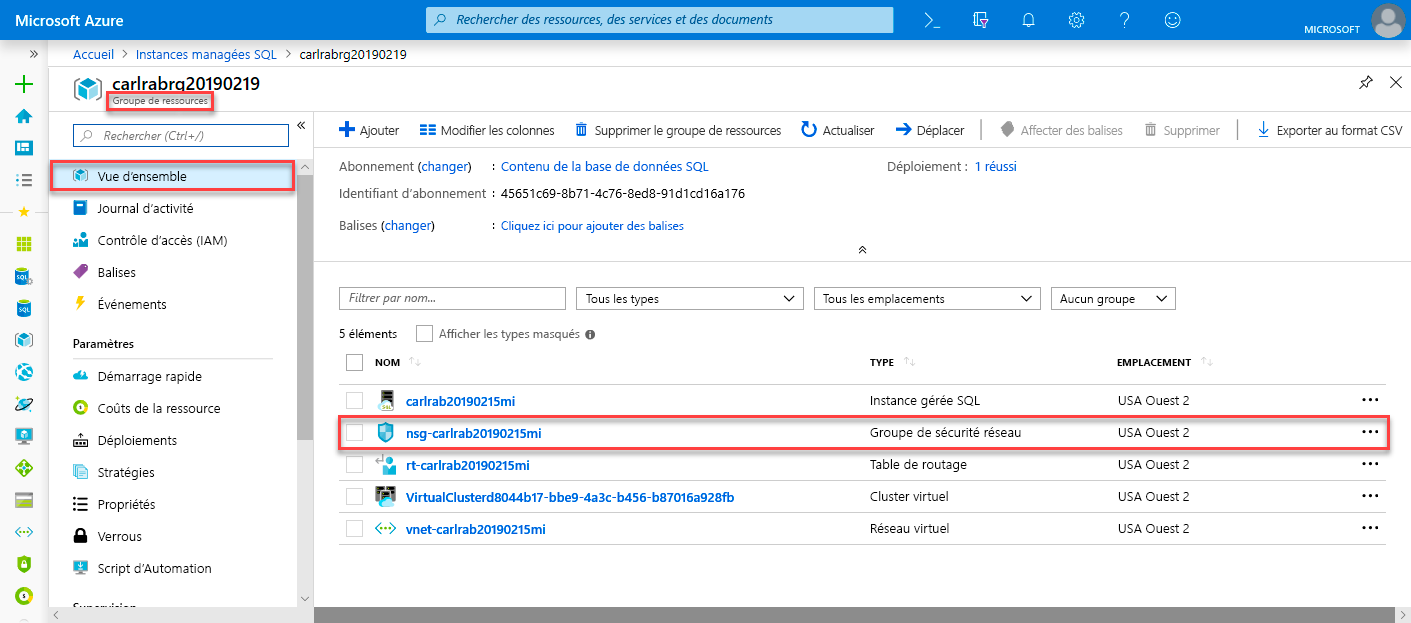 Microsoft Azure
Rechercher des ressources, des services et des documents
MICROSOFT
Accueil > Instances managées SQL > carlrabrg20190219
carlrabrg20190219
Groupe de ressources
Rechercher (Ctrl+/)
Vue d'ensemble
Journal d'activité
Contrôle d'accès (IAM)
Balises
Événements
Paramètres
Démarrage rapide
Coûts de la ressource
Déploiements
Stratégies
Propriétés
Verrous
Script d'Automation
Supervision
Ajouter
Modifier les colonnes
Supprimer le groupe de ressources
Actualiser
Déplacer
Affecter des balises
Supprimer
Exporter au format CSV
Abonnement (changer) : Contenu de la base de données SQL
Déploiement : 1 réussi
Identifiant d'abonnement : 45651c69-8b71-4c76-8ed8-91d1cd16a176
Balises (changer) : Cliquez ici pour ajouter des balises
Filtrer par nom...
Tous les types
Tous les emplacements
Aucun groupe
5 éléments
Afficher les types masqués
NOM TYPE EMPLACEMENT
carlrab20190215mi Instance gérée SQL USA Ouest 2
nsg-carlrab20190215mi Groupe de sécurité réseau USA Ouest 2
rt-carlrab20190215mi Table de routage USA Ouest 2
VirtualClusterd8044b17-bbe9-4a3c-b456-b87016a928fb Cluster virtuel USA Ouest 2
vnet-carlrab20190215mi Réseau virtuel USA Ouest 2